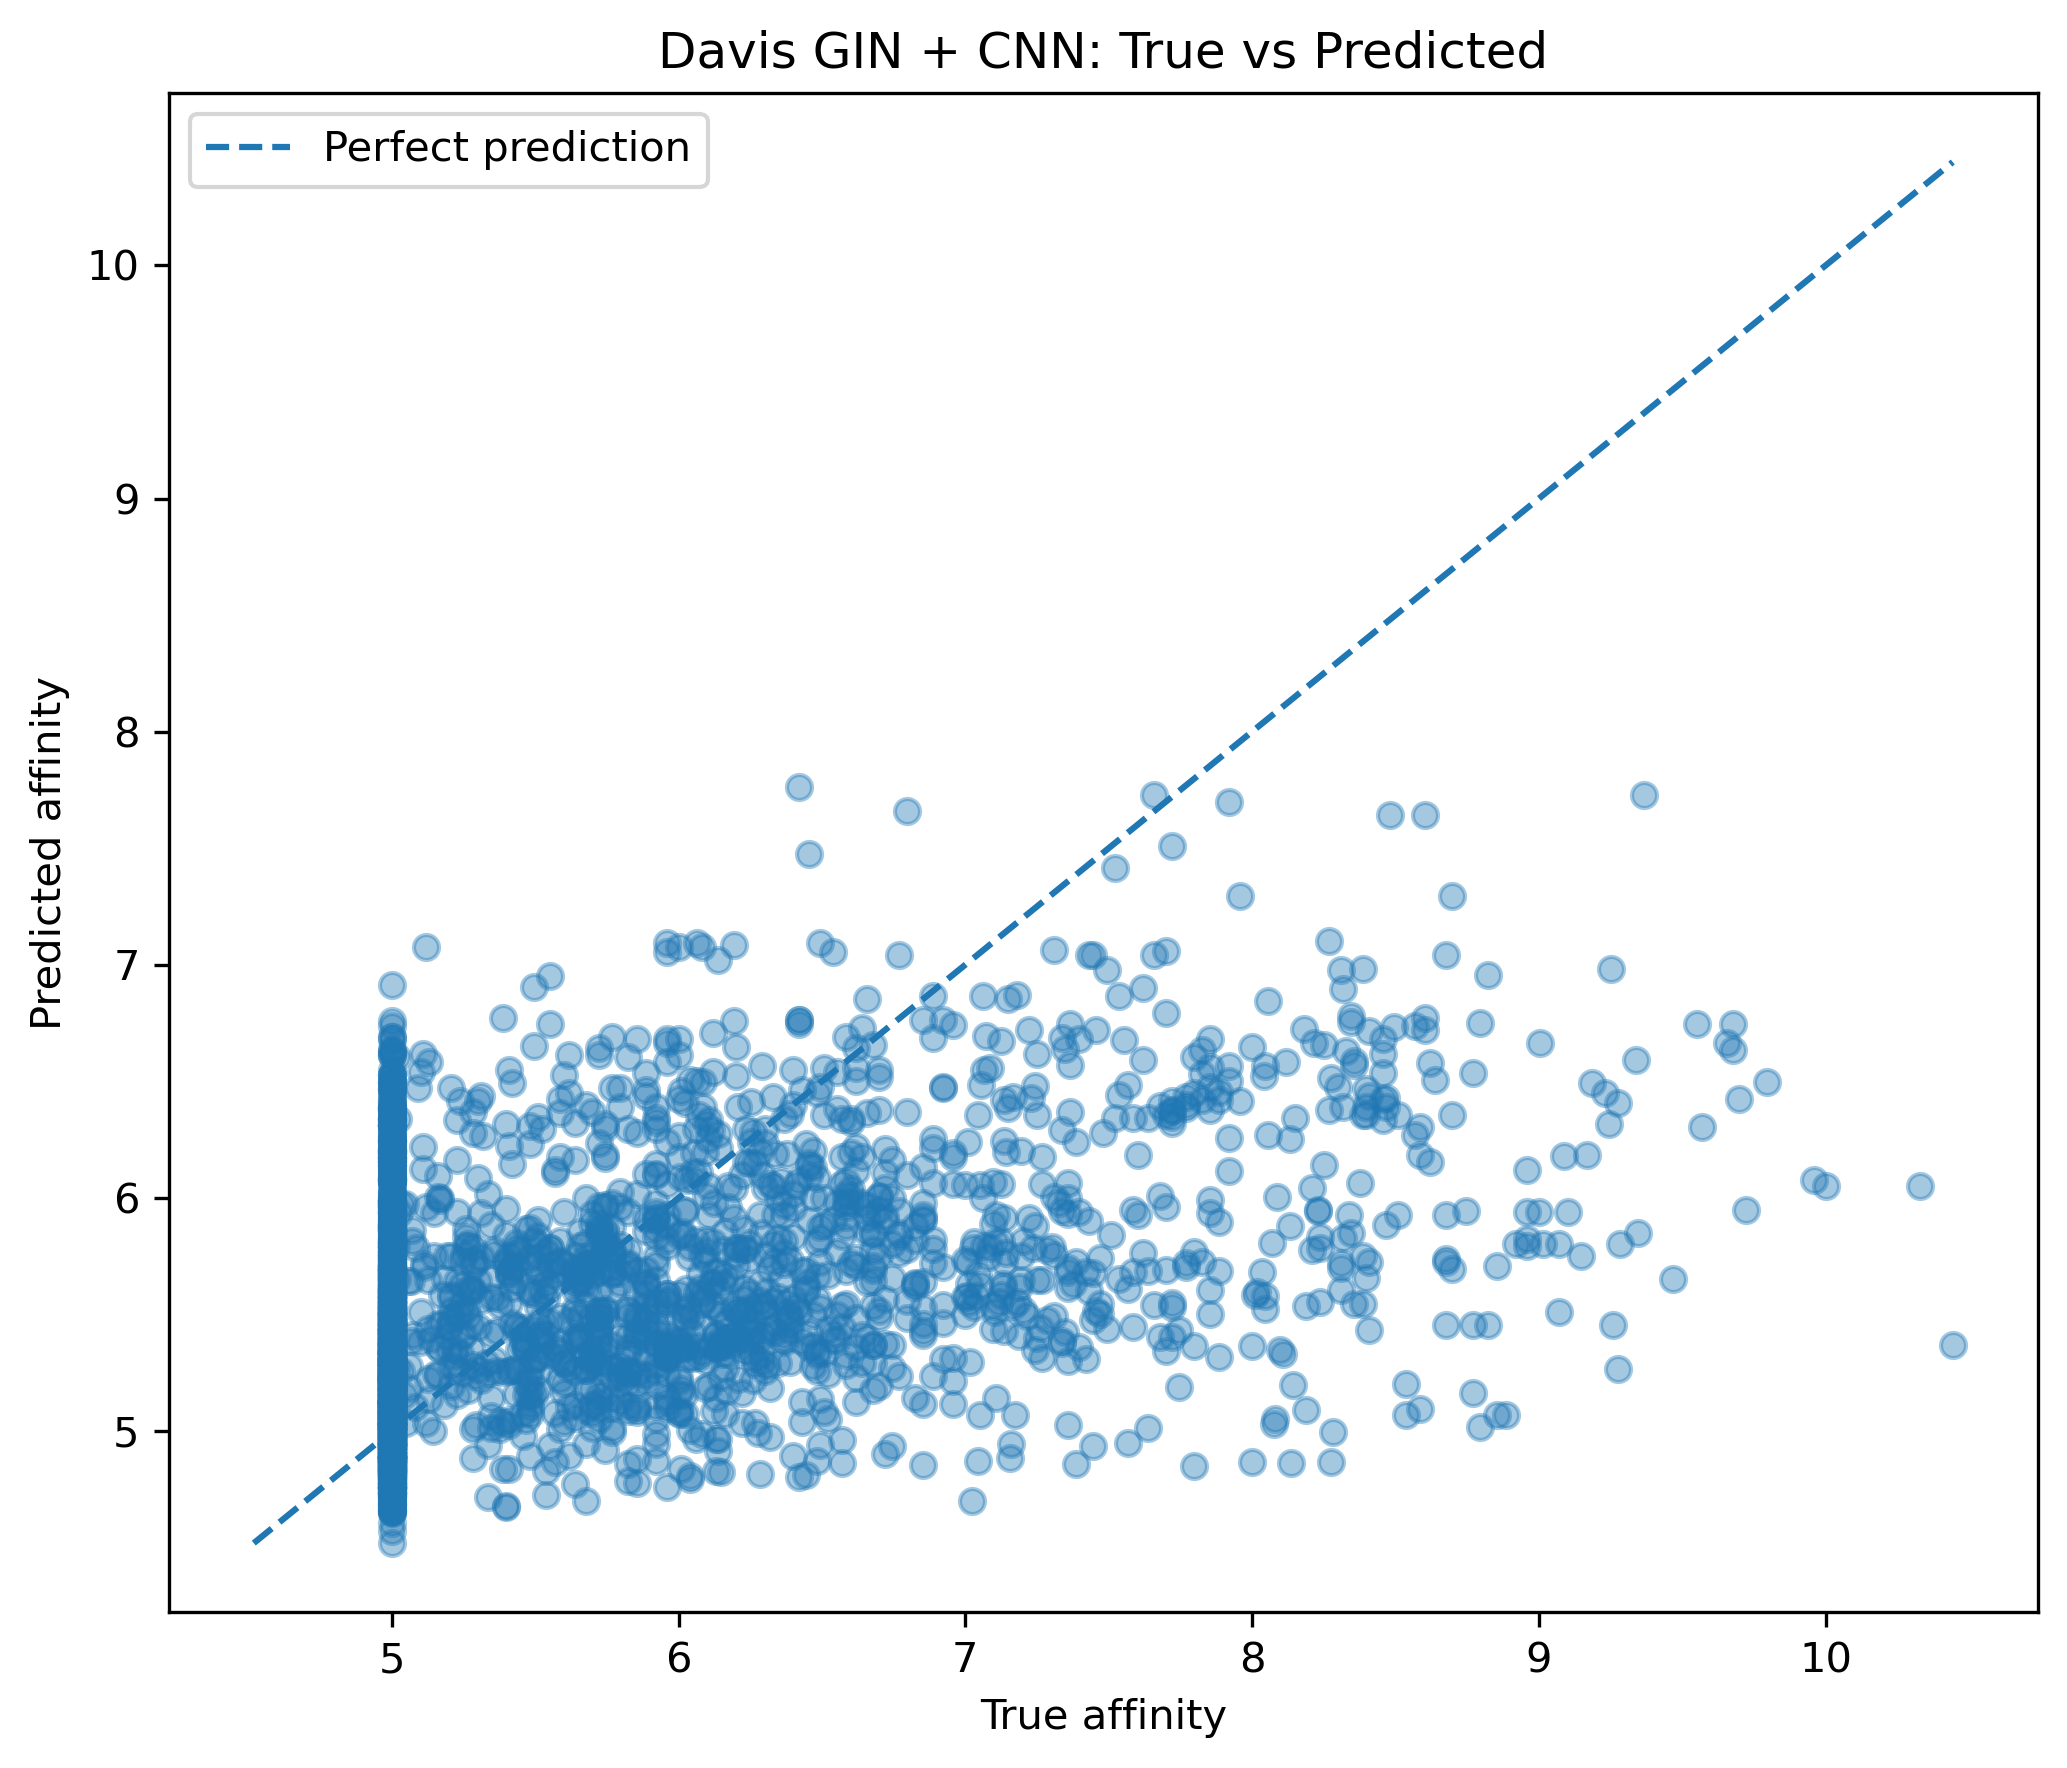 Davis GIN + CNN: True vs Predicted
Perfect prediction
10
9
8
7
6
5
Predicted affinity
5 6 7 8 9 10
True affinity